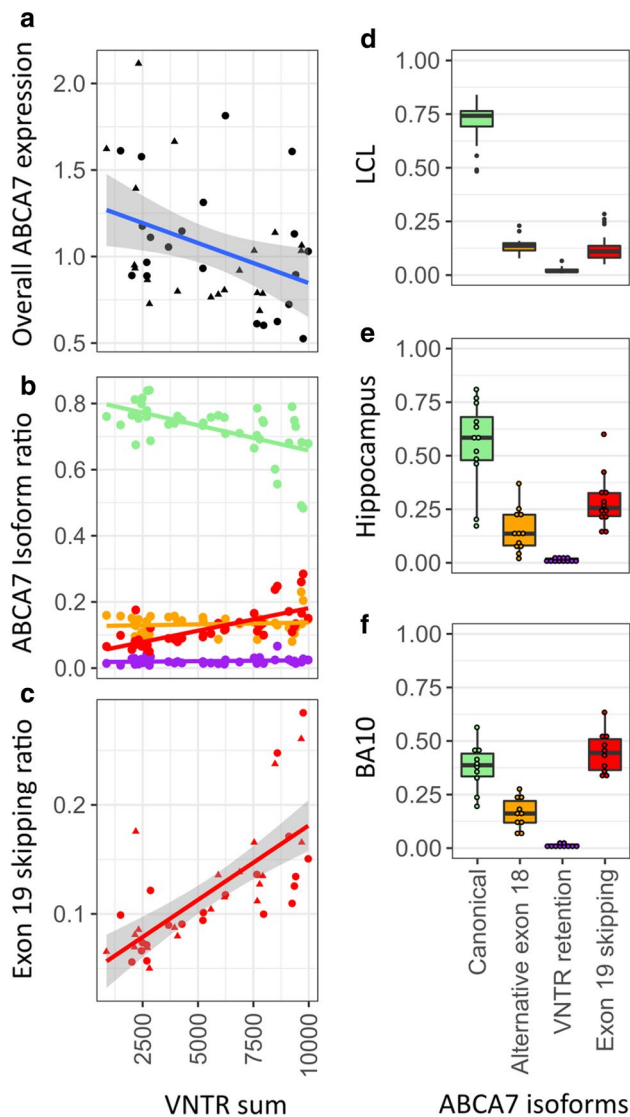 a
Overall ABCA7 expression
2.0
1.5
1.0
0.5
b
ABCA7 Isoform ratio
0.8
0.6
0.4
0.2
0.0
c
Exon 19 skipping ratio
0.2
0.1
2500
5000
7500
10000
VNTR sum
d
LCL
1.00
0.75
0.50
0.25
0.00
e
Hippocampus
1.00
0.75
0.50
0.25
0.00
f
BA10
1.00
0.75
0.50
0.25
0.00
Canonical
Alternative exon 18
VNTR retention
Exon 19 skipping
ABCA7 isoforms